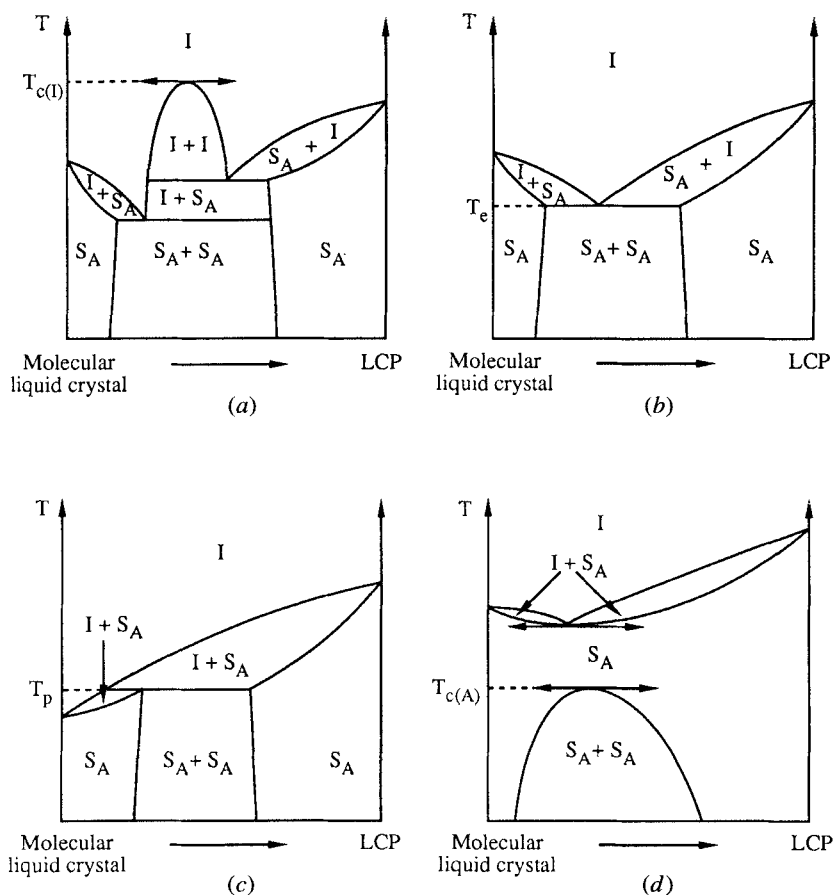 T
I
T_c(I)
I + I
S_A + I
I + S_A
I + S_A
S_A
S_A + S_A
S_A
Molecular
liquid crystal
LCP
(a)
T
I
I + S_A
S_A + I
T_e
S_A
S_A + S_A
S_A
Molecular
liquid crystal
LCP
(b)
T
I
I + S_A
I + S_A
T_p
S_A
S_A + S_A
S_A
Molecular
liquid crystal
LCP
(c)
T
I
I + S_A
S_A
T_c(A)
S_A + S_A
Molecular
liquid crystal
LCP
(d)